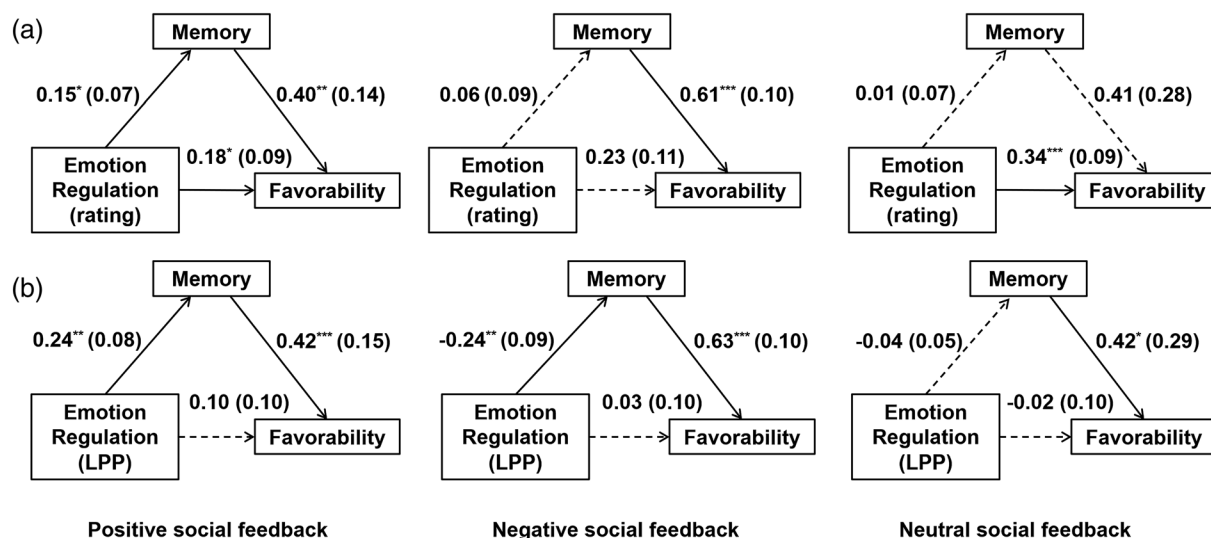 (a)
Memory
Memory
Memory
0.15* (0.07)
0.40** (0.14)
0.06 (0.09)
0.61*** (0.10)
0.01 (0.07)
0.41 (0.28)
Emotion
Regulation
(rating)
0.18* (0.09)
Favorability
Emotion
Regulation
(rating)
0.23 (0.11)
Favorability
Emotion
Regulation
(rating)
0.34*** (0.09)
Favorability
(b)
Memory
Memory
Memory
0.24** (0.08)
0.42*** (0.15)
-0.24** (0.09)
0.63*** (0.10)
-0.04 (0.05)
0.42* (0.29)
Emotion
Regulation
(LPP)
0.10 (0.10)
Favorability
Emotion
Regulation
(LPP)
0.03 (0.10)
Favorability
Emotion
Regulation
(LPP)
-0.02 (0.10)
Favorability
Positive social feedback
Negative social feedback
Neutral social feedback